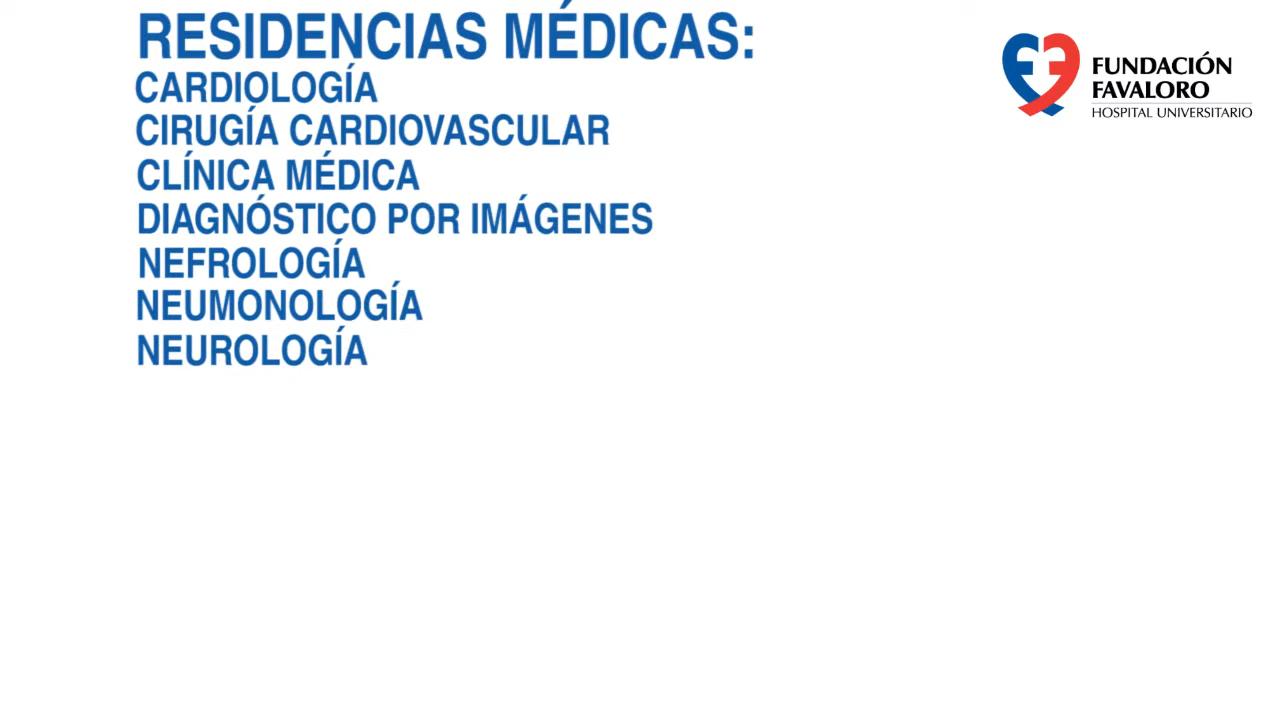 RESIDENCIAS MÉDICAS:
CARDIOLOGÍA
CIRUGÍA CARDIOVASCULAR
CLÍNICA MÉDICA
DIAGNÓSTICO POR IMÁGENES
NEFROLOGÍA
NEUMONOLOGÍA
NEUROLOGÍA
FUNDACIÓN
FAVALORO
HOSPITAL UNIVERSITARIO